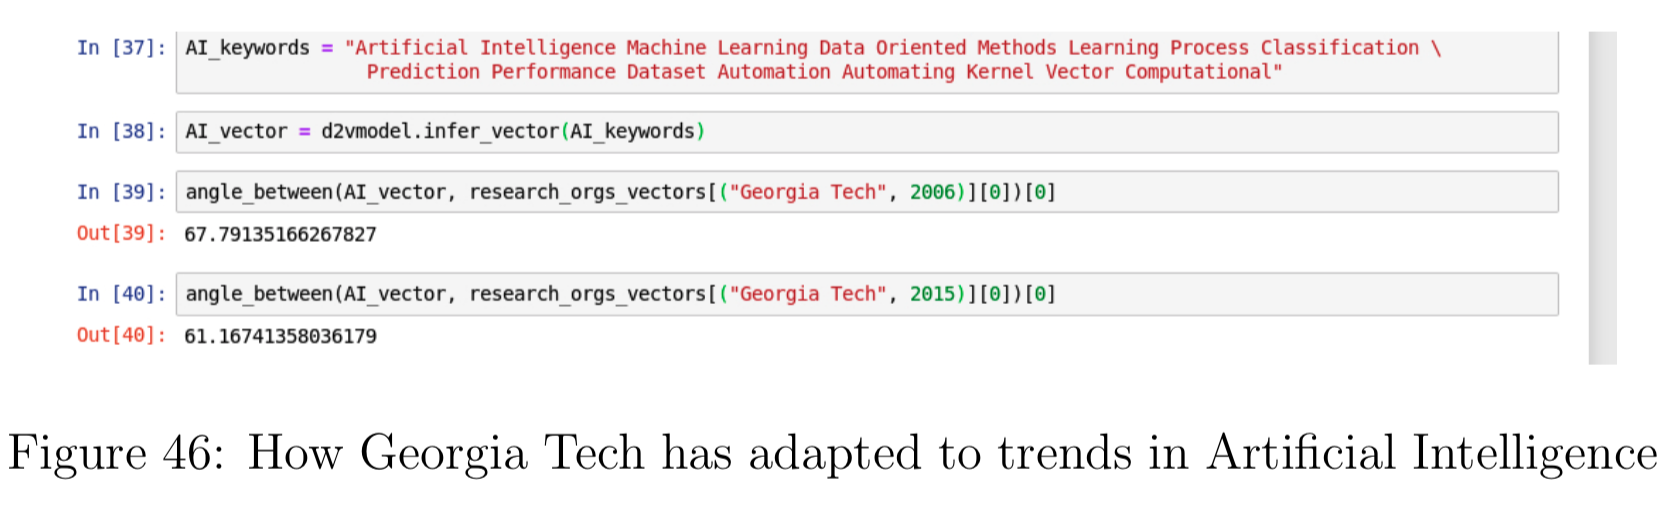 In [37]: AI_keywords = "Artificial Intelligence Machine Learning Data Oriented Methods Learning Process Classification \
Prediction Performance Dataset Automation Automating Kernel Vector Computational"
In [38]: AI_vector = d2vmodel.infer_vector(AI_keywords)
In [39]: angle_between(AI_vector, research_orgs_vectors[("Georgia Tech", 2006)][0])[0]
Out[39]: 67.79135166267827
In [40]: angle_between(AI_vector, research_orgs_vectors[("Georgia Tech", 2015)][0])[0]
Out[40]: 61.16741358036179
Figure 46: How Georgia Tech has adapted to trends in Artificial Intelligence